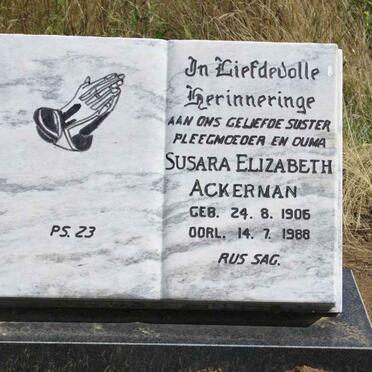 PS. 23
In Liefdevolle
Herinneringe
AAN ONS GELIEFDE SUSTER
PLEEGMOEDER EN OUMA
SUSARA ELIZABETH
ACKERMAN
GEB. 24. 8. 1906
OORL. 14. 7. 1988
RUS SAG.